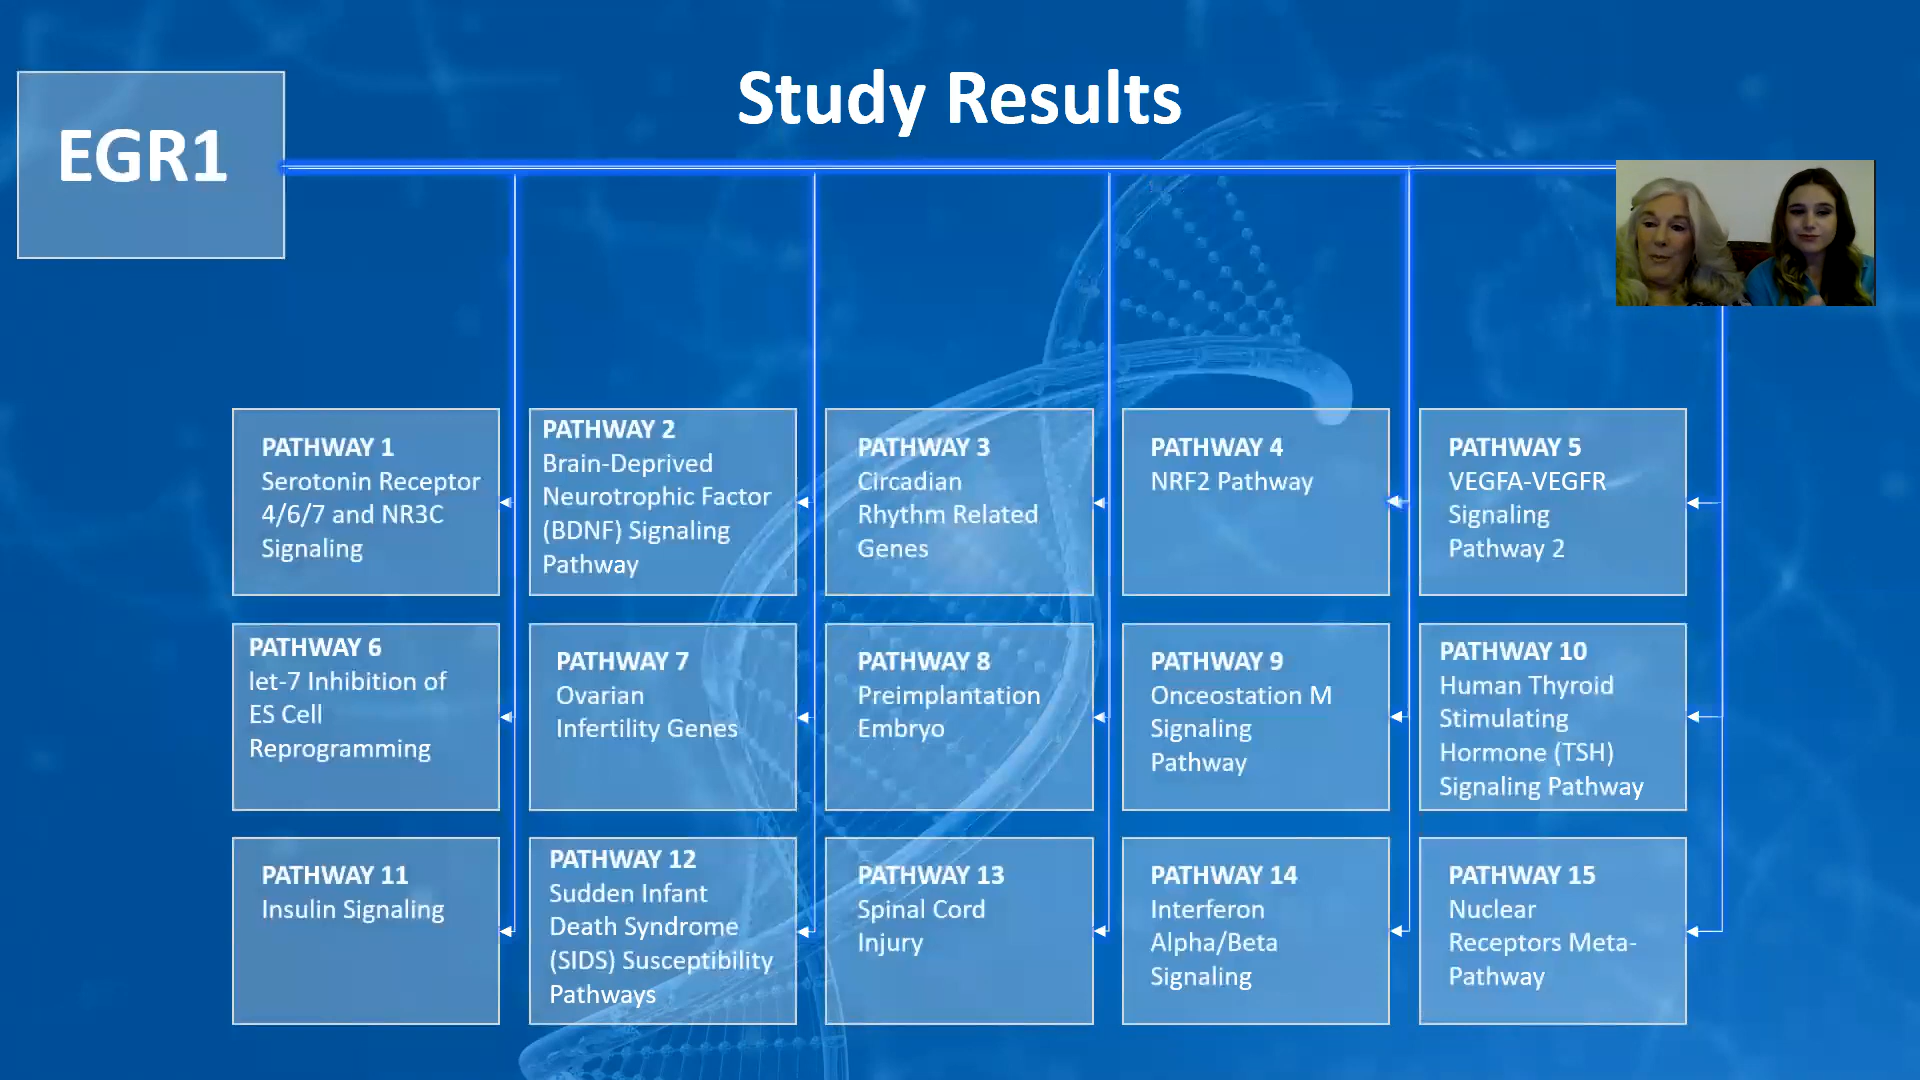 Study Results
EGR1
PATHWAY 1
Serotonin Receptor
4/6/7 and NR3C
Signaling
PATHWAY 2
Brain-Deprived
Neurotrophic Factor
(BDNF) Signaling
Pathway
PATHWAY 3
Circadian
Rhythm Related
Genes
PATHWAY 4
NRF2 Pathway
PATHWAY 5
VEGFA-VEGFR
Signaling
Pathway 2
PATHWAY 6
let-7 Inhibition of
ES Cell
Reprogramming
PATHWAY 7
Ovarian
Infertility Genes
PATHWAY 8
Preimplantation
Embryo
PATHWAY 9
Onceostation M
Signaling
Pathway
PATHWAY 10
Human Thyroid
Stimulating
Hormone (TSH)
Signaling Pathway
PATHWAY 11
Insulin Signaling
PATHWAY 12
Sudden Infant
Death Syndrome
(SIDS) Susceptibility
Pathways
PATHWAY 13
Spinal Cord
Injury
PATHWAY 14
Interferon
Alpha/Beta
Signaling
PATHWAY 15
Nuclear
Receptors Meta-
Pathway